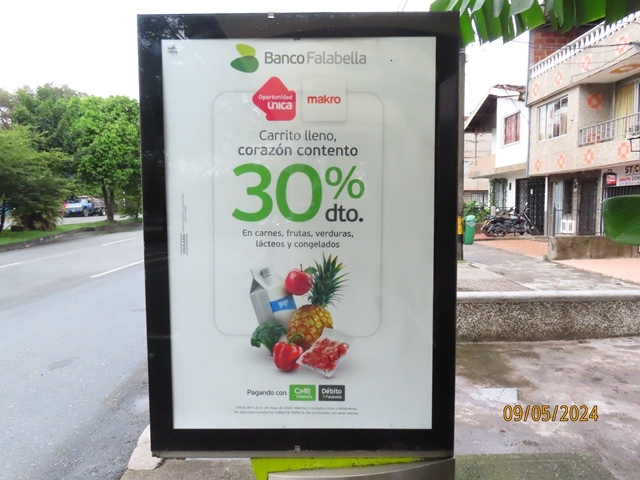 Banco Falabella
Oportunidad
única
makro
Carrito lleno,
corazón contento
30%
dto.
En carnes, frutas, verduras,
lácteos y congelados
Pagando con
CMR
Falabella
Débito
Falabella
09/05/2024